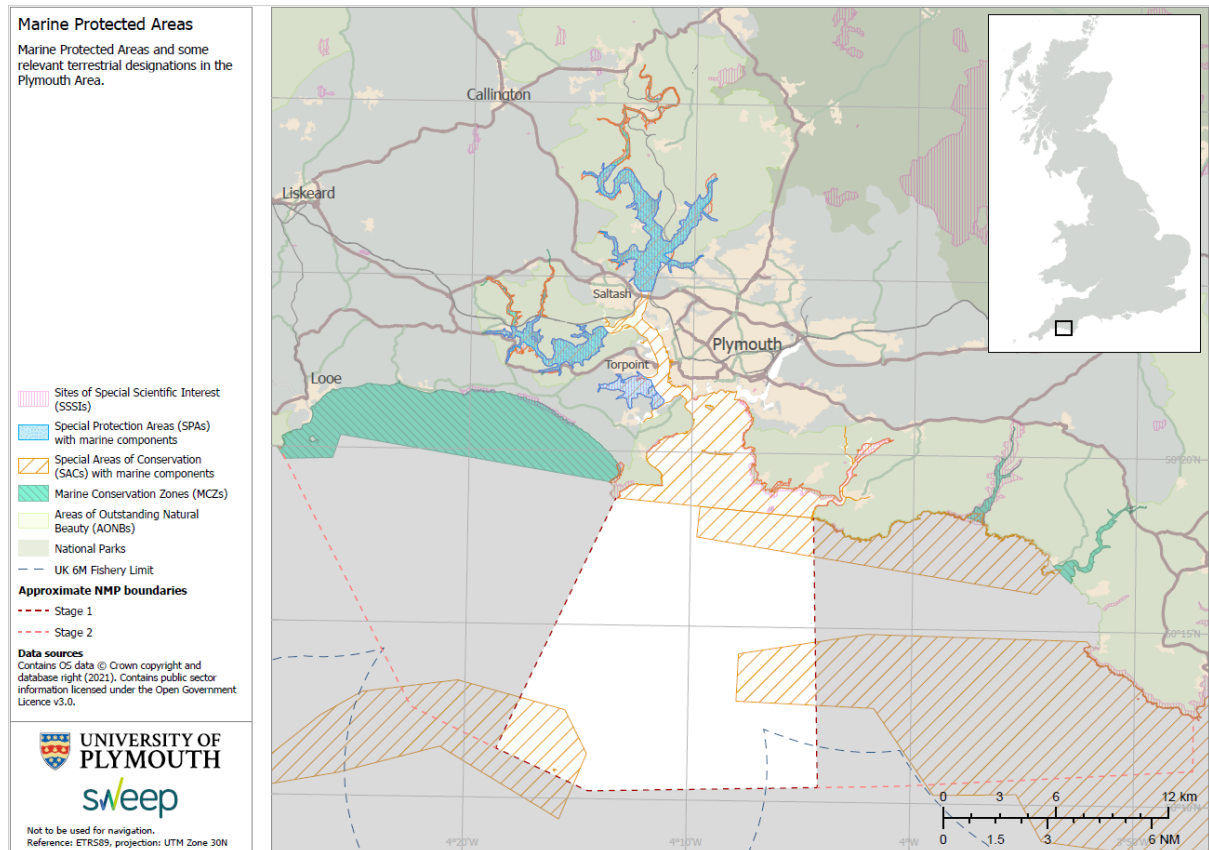 Marine Protected Areas
Marine Protected Areas and some
relevant terrestrial designations in the
Plymouth Area.
Sites of Special Scientific Interest
(SSSIs)
Special Protection Areas (SPAs)
with marine components
Special Areas of Conservation
(SACs) with marine components
Marine Conservation Zones (MCZs)
Areas of Outstanding Natural
Beauty (AONBs)
National Parks
UK 6M Fishery Limit
Approximate NMP boundaries
Stage 1
Stage 2
Data sources
Contains OS data © Crown copyright and
database right (2021). Contains public sector
information licensed under the Open Government
Licence v3.0.
UNIVERSITY OF
PLYMOUTH
sweep
Not to be used for navigation.
Reference: ETRS89, projection: UTM Zone 30N
Callington
Liskeard
Saltash
Plymouth
Torpoint
Looe
50°20'N
50°15'N
50°10'N
4°20'W
4°10'W
4°W
3°50'W
0 3 6 12 km
0 1.5 3 6 NM